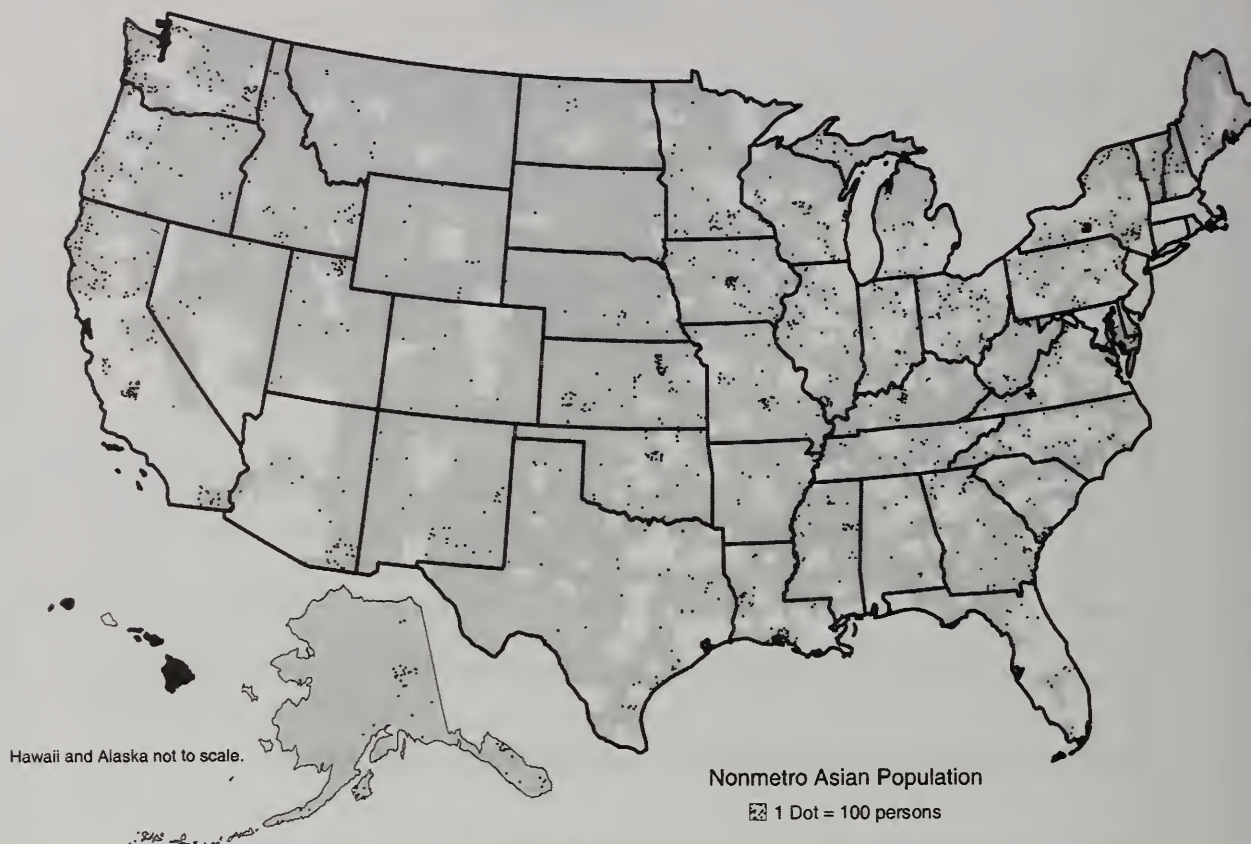 Hawaii and Alaska not to scale.
Nonmetro Asian Population
1 Dot = 100 persons